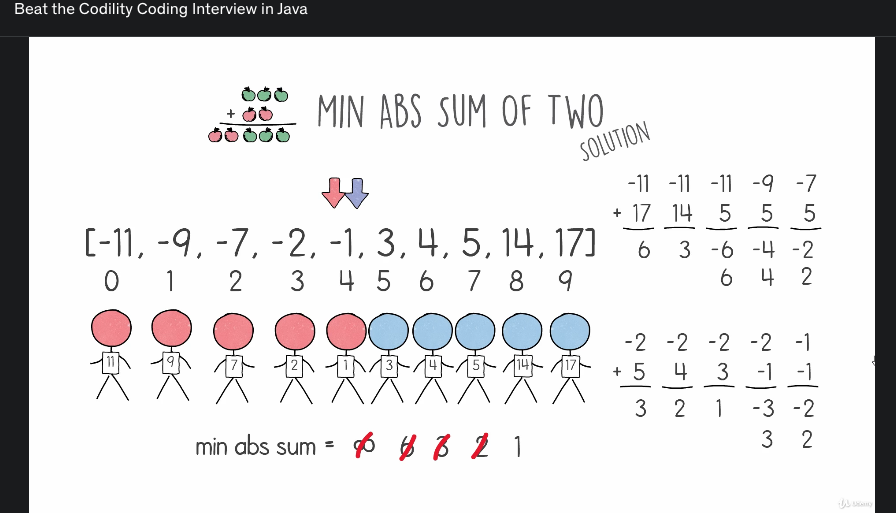 Beat the Codility Coding Interview in Java
+
MIN ABS SUM OF TWO
SOLUTION
[-11, -9, -7, -2, -1, 3, 4, 5, 14, 17]
0 1 2 3 4 5 6 7 8 9
11 9 7 2 1 3 4 5 14 17
min abs sum = ∞ 6 3 2 1
-11 -11 -11 -9 -7
+ 17 14 5 5 5
6 3 -6 -4 -2
6 4 2
-2 -2 -2 -2 -1
+ 5 4 3 -1 -1
3 2 1 -3 -2
3 2
Udemy